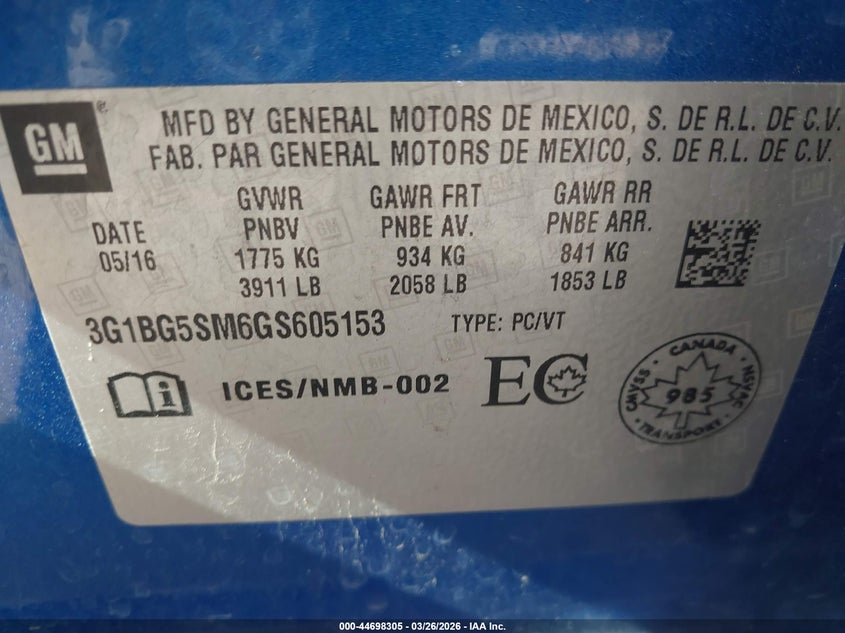 GM ®
MFD BY GENERAL MOTORS DE MEXICO, S. DE R.L. DE C.V.
FAB. PAR GENERAL MOTORS DE MEXICO, S. DE R.L. DE C.V.
DATE
05/16
GVWR
PNBV
1775 KG
3911 LB
GAWR FRT
PNBE AV.
934 KG
2058 LB
GAWR RR
PNBE ARR.
841 KG
1853 LB
3G1BG5SM6GS605153 TYPE: PC/VT
i ICES/NMB-002 EC
CANADA
CMVSS 985 NSVAC
TRANSPORT
000-44698305 | 03/26/2026 | IAA Inc.